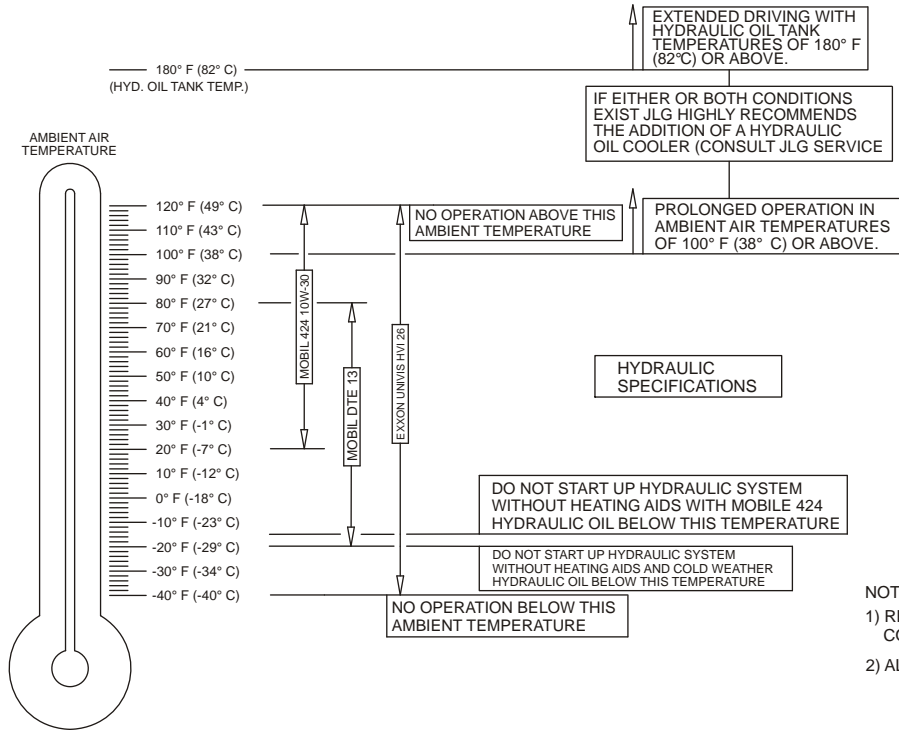 EXTENDED DRIVING WITH
HYDRAULIC OIL TANK
TEMPERATURES OF 180° F
(82°C) OR ABOVE.
180° F (82° C)
(HYD. OIL TANK TEMP.)
IF EITHER OR BOTH CONDITIONS
EXIST JLG HIGHLY RECOMMENDS
THE ADDITION OF A HYDRAULIC
OIL COOLER (CONSULT JLG SERVICE
AMBIENT AIR
TEMPERATURE
120° F (49° C)
110° F (43° C)
100° F (38° C)
90° F (32° C)
80° F (27° C)
70° F (21° C)
60° F (16° C)
50° F (10° C)
40° F (4° C)
30° F (-1° C)
20° F (-7° C)
10° F (-12° C)
0° F (-18° C)
-10° F (-23° C)
-20° F (-29° C)
-30° F (-34° C)
-40° F (-40° C)
MOBIL 424 10W-30
MOBIL DTE 13
EXXON UNIVIS HVI 26
NO OPERATION ABOVE THIS
AMBIENT TEMPERATURE
PROLONGED OPERATION IN
AMBIENT AIR TEMPERATURES
OF 100° F (38° C) OR ABOVE.
HYDRAULIC
SPECIFICATIONS
DO NOT START UP HYDRAULIC SYSTEM
WITHOUT HEATING AIDS WITH MOBILE 424
HYDRAULIC OIL BELOW THIS TEMPERATURE
DO NOT START UP HYDRAULIC SYSTEM
WITHOUT HEATING AIDS AND COLD WEATHER
HYDRAULIC OIL BELOW THIS TEMPERATURE
NO OPERATION BELOW THIS
AMBIENT TEMPERATURE
NOT
1) RE
CO
2) AL